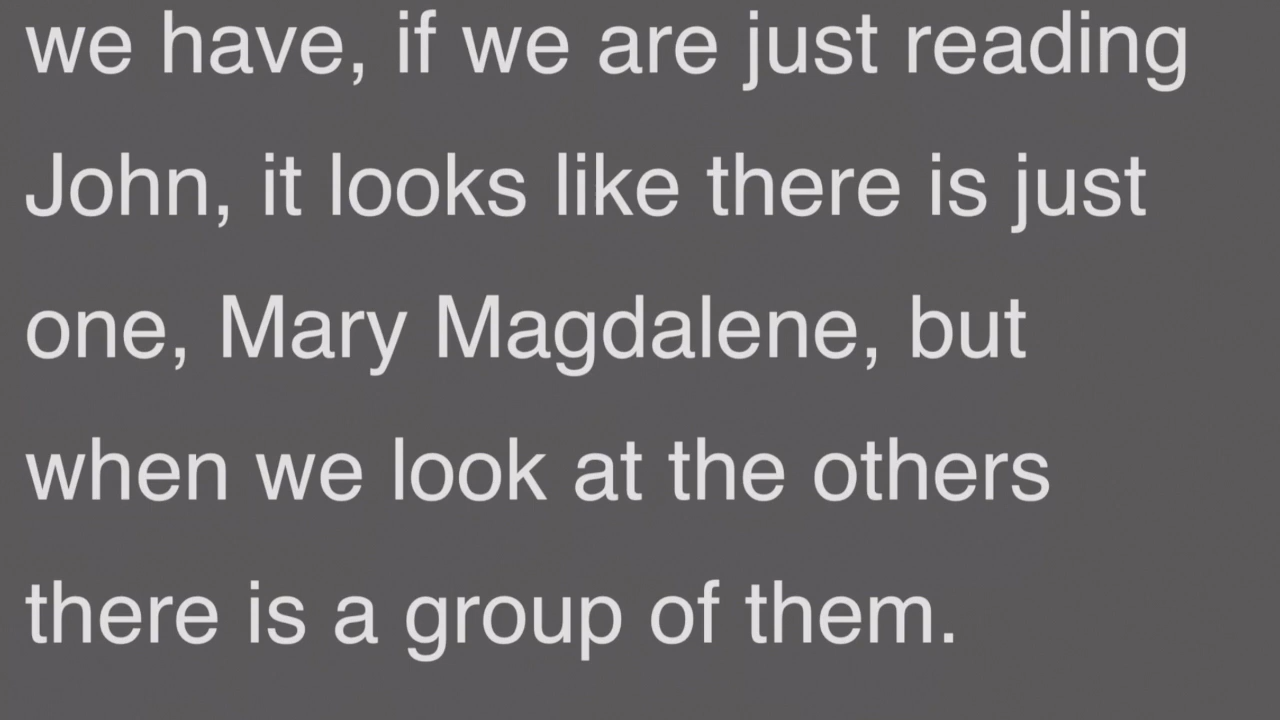 we have, if we are just reading
John, it looks like there is just
one, Mary Magdalene, but
when we look at the others
there is a group of them.